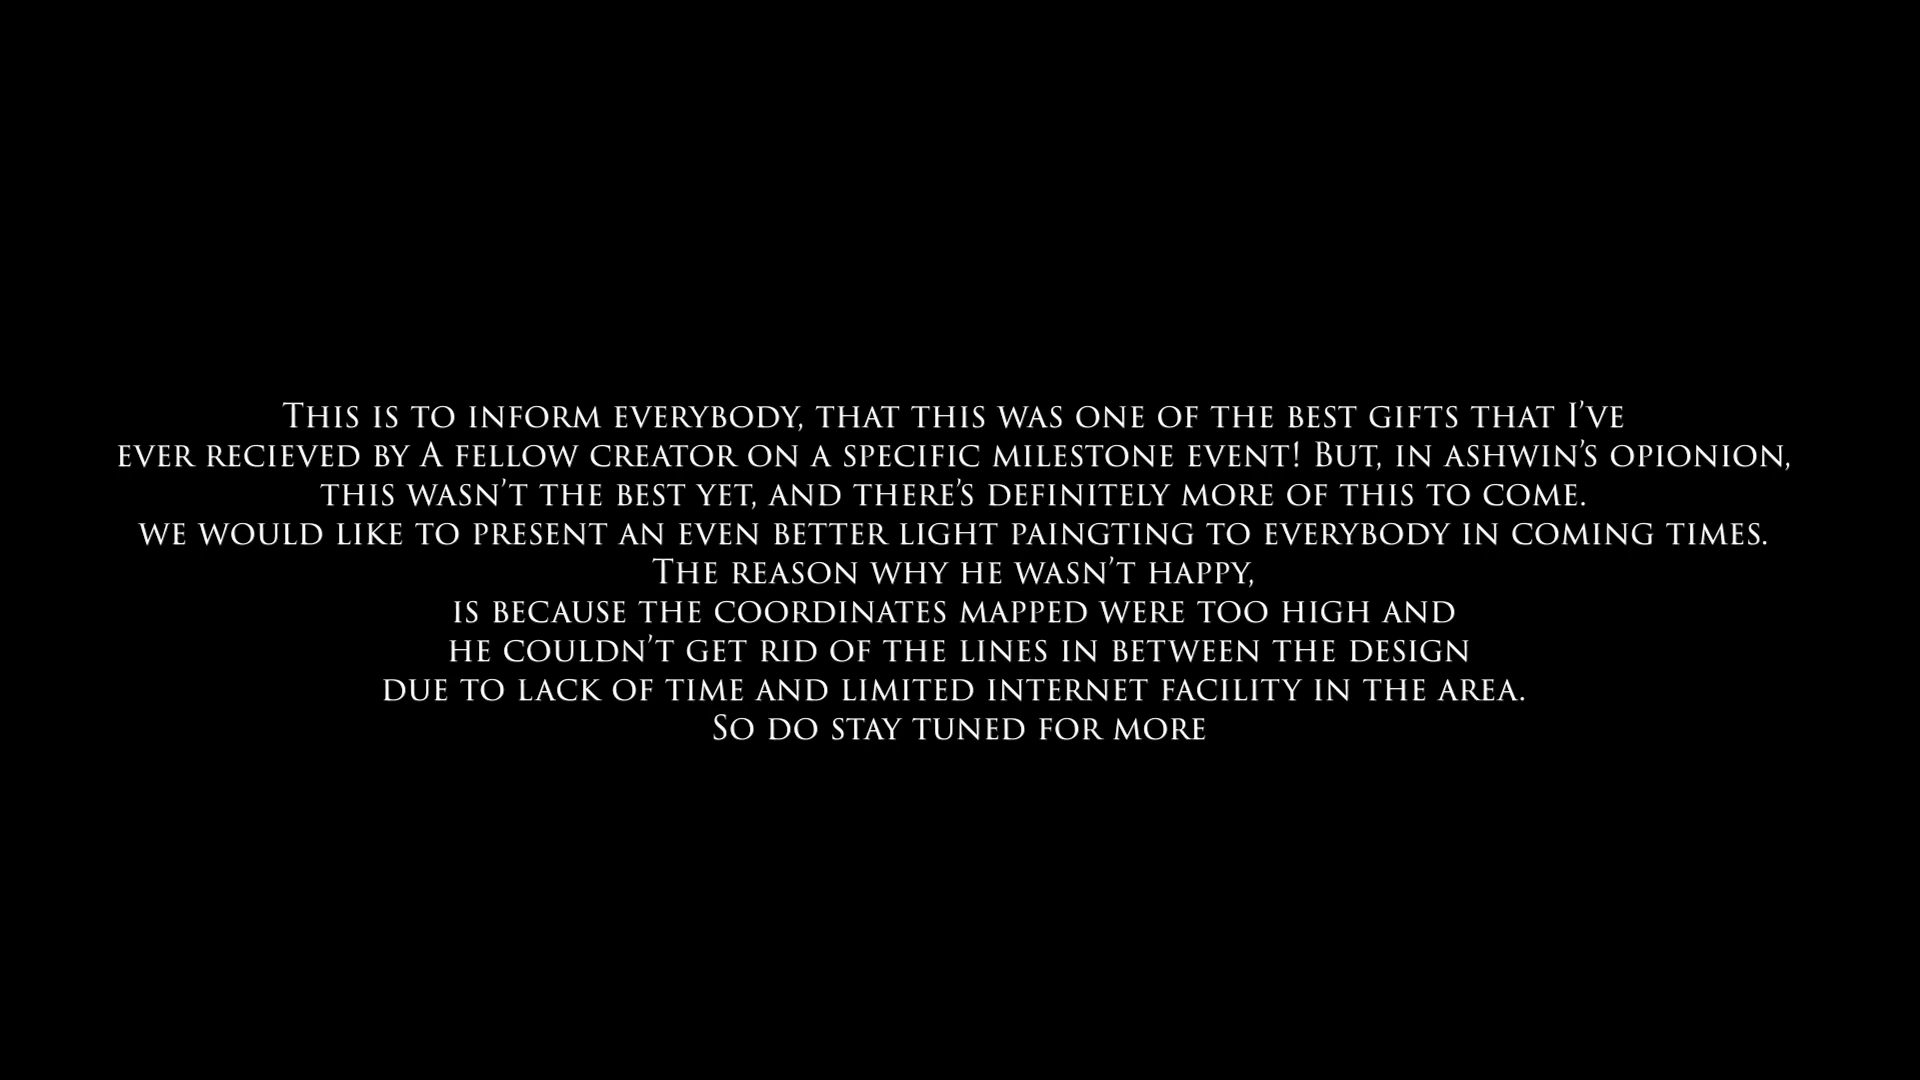 This is to inform everybody, that this was one of the best gifts that I've
ever recieved by A fellow creator on a specific milestone event! But, in ashwin's opionion,
this wasn't the best yet, and there's definitely more of this to come.
we would like to present an even better light paingting to everybody in coming times.
The reason why he wasn't happy,
is because the coordinates mapped were too high and
he couldn't get rid of the lines in between the design
due to lack of time and limited internet facility in the area.
So do stay tuned for more